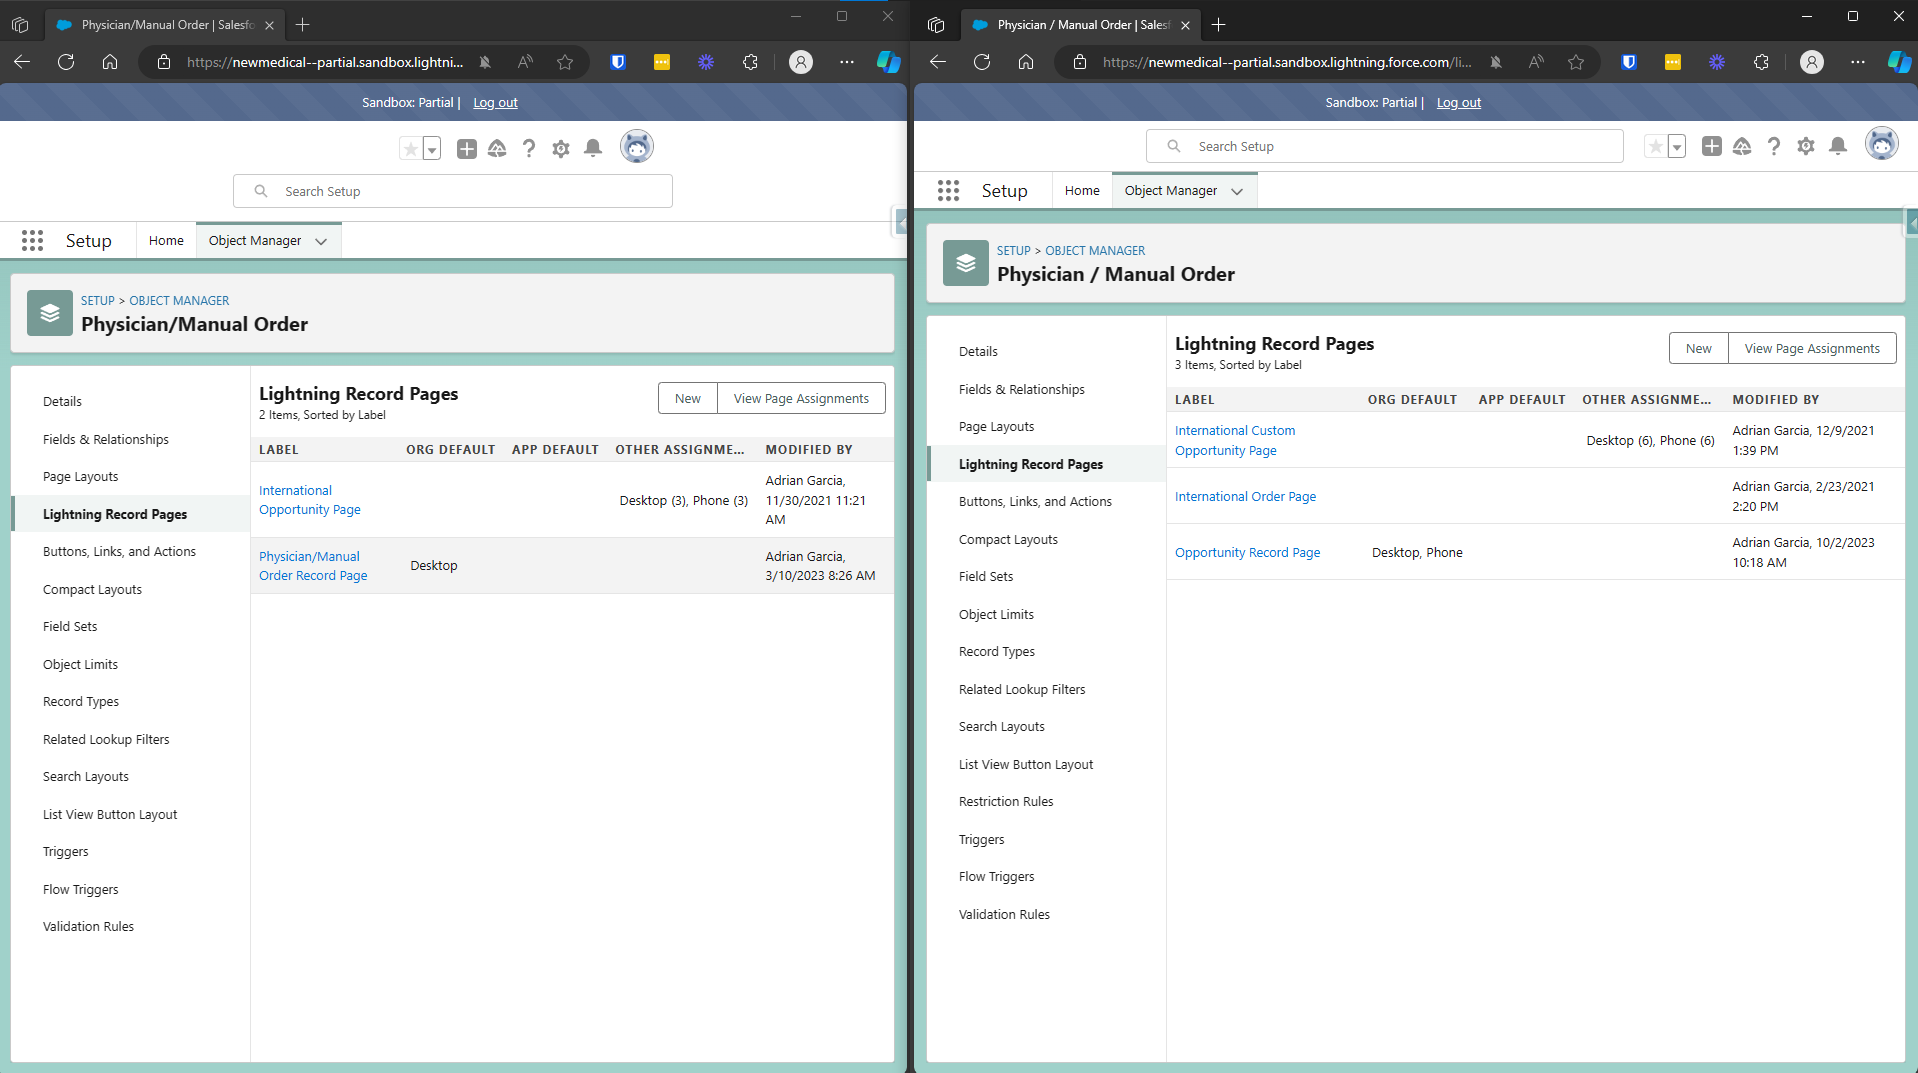 Physician/Manual Order | Salesfo
https://newmedical--partial.sandbox.lightni...
Sandbox: Partial | Log out
Search Setup
Setup
Home
Object Manager
SETUP > OBJECT MANAGER
Physician/Manual Order
Details
Fields & Relationships
Page Layouts
Lightning Record Pages
Buttons, Links, and Actions
Compact Layouts
Field Sets
Object Limits
Record Types
Related Lookup Filters
Search Layouts
List View Button Layout
Triggers
Flow Triggers
Validation Rules
Lightning Record Pages
2 Items, Sorted by Label
New
View Page Assignments
LABEL ORG DEFAULT APP DEFAULT OTHER ASSIGNME... MODIFIED BY
International
Opportunity Page
Desktop (3), Phone (3)
Adrian Garcia,
11/30/2021 11:21
AM
Physician/Manual
Order Record Page
Desktop
Adrian Garcia,
3/10/2023 8:26 AM
Physician / Manual Order | Salesf
https://newmedical--partial.sandbox.lightning.force.com/li...
Sandbox: Partial | Log out
Search Setup
Setup
Home
Object Manager
SETUP > OBJECT MANAGER
Physician / Manual Order
Details
Fields & Relationships
Page Layouts
Lightning Record Pages
Buttons, Links, and Actions
Compact Layouts
Field Sets
Object Limits
Record Types
Related Lookup Filters
Search Layouts
List View Button Layout
Restriction Rules
Triggers
Flow Triggers
Validation Rules
Lightning Record Pages
3 Items, Sorted by Label
New
View Page Assignments
LABEL ORG DEFAULT APP DEFAULT OTHER ASSIGNME... MODIFIED BY
International Custom
Opportunity Page
Desktop (6), Phone (6)
Adrian Garcia, 12/9/2021
1:39 PM
International Order Page
Adrian Garcia, 2/23/2021
2:20 PM
Opportunity Record Page
Desktop, Phone
Adrian Garcia, 10/2/2023
10:18 AM